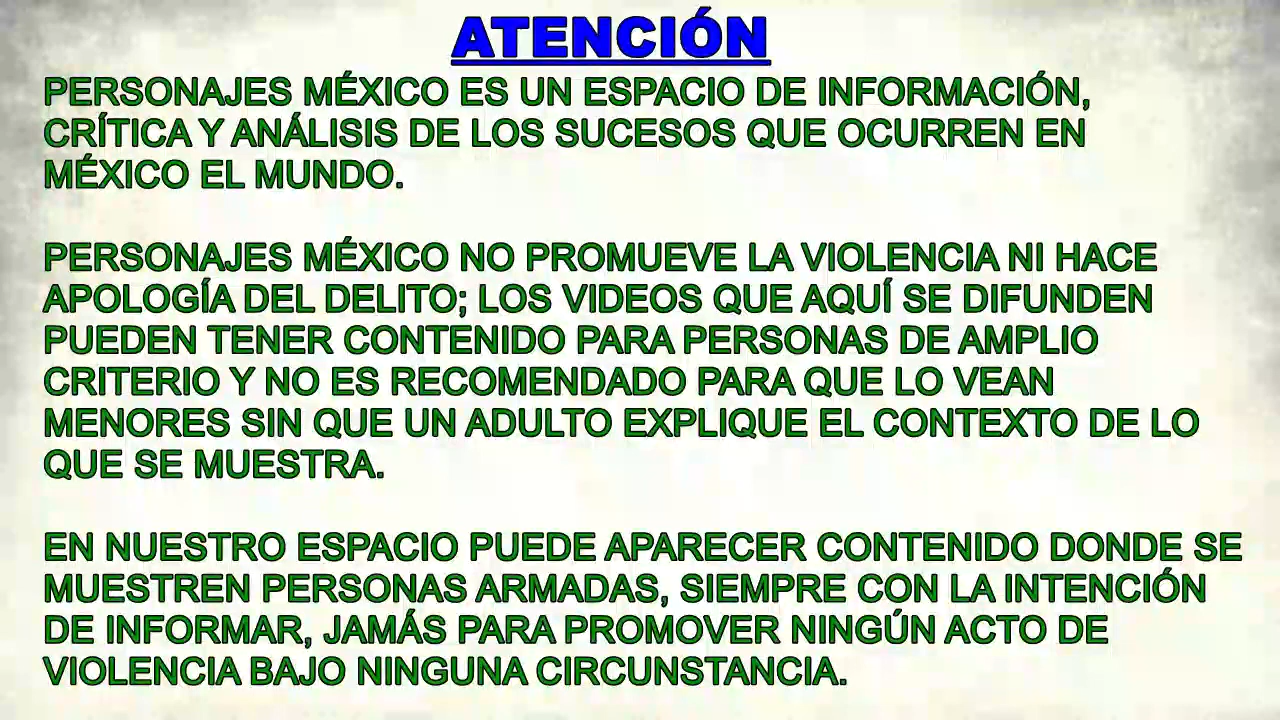 ATENCIÓN
PERSONAJES MÉXICO ES UN ESPACIO DE INFORMACIÓN,
CRÍTICA Y ANÁLISIS DE LOS SUCESOS QUE OCURREN EN
MÉXICO EL MUNDO.
PERSONAJES MÉXICO NO PROMUEVE LA VIOLENCIA NI HACE
APOLOGÍA DEL DELITO; LOS VIDEOS QUE AQUÍ SE DIFUNDEN
PUEDEN TENER CONTENIDO PARA PERSONAS DE AMPLIO
CRITERIO Y NO ES RECOMENDADO PARA QUE LO VEAN
MENORES SIN QUE UN ADULTO EXPLIQUE EL CONTEXTO DE LO
QUE SE MUESTRA.
EN NUESTRO ESPACIO PUEDE APARECER CONTENIDO DONDE SE
MUESTREN PERSONAS ARMADAS, SIEMPRE CON LA INTENCIÓN
DE INFORMAR, JAMÁS PARA PROMOVER NINGÚN ACTO DE
VIOLENCIA BAJO NINGUNA CIRCUNSTANCIA.